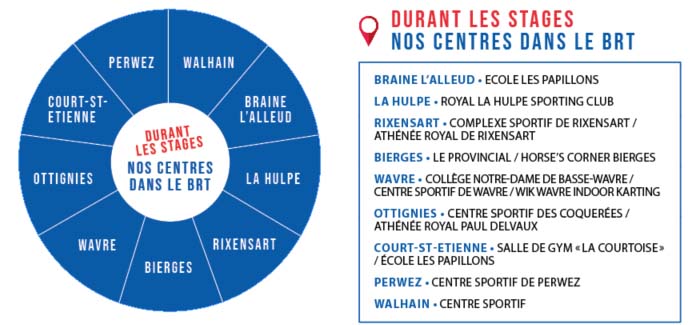 PERWEZ
WALHAIN
BRAINE
L'ALLEUD
LA HULPE
RIXENSART
BIERGES
WAVRE
OTTIGNIES
COURT-ST-
ETIENNE
DURANT
LES STAGES
NOS CENTRES
DANS LE BRT
DURANT LES STAGES
NOS CENTRES DANS LE BRT
BRAINE L'ALLEUD • ECOLE LES PAPILLONS
LA HULPE • ROYAL LA HULPE SPORTING CLUB
RIXENSART • COMPLEXE SPORTIF DE RIXENSART /
ATHÉNÉE ROYAL DE RIXENSART
BIERGES • LE PROVINCIAL / HORSE'S CORNER BIERGES
WAVRE • COLLÈGE NOTRE-DAME DE BASSE-WAVRE /
CENTRE SPORTIF DE WAVRE / WIK WAVRE INDOOR KARTING
OTTIGNIES • CENTRE SPORTIF DES COQUERÉES /
ATHÉNÉE ROYAL PAUL DELVAUX
COURT-ST-ETIENNE • SALLE DE GYM «LA COURTOISE»
/ ÉCOLE LES PAPILLONS
PERWEZ • CENTRE SPORTIF DE PERWEZ
WALHAIN • CENTRE SPORTIF